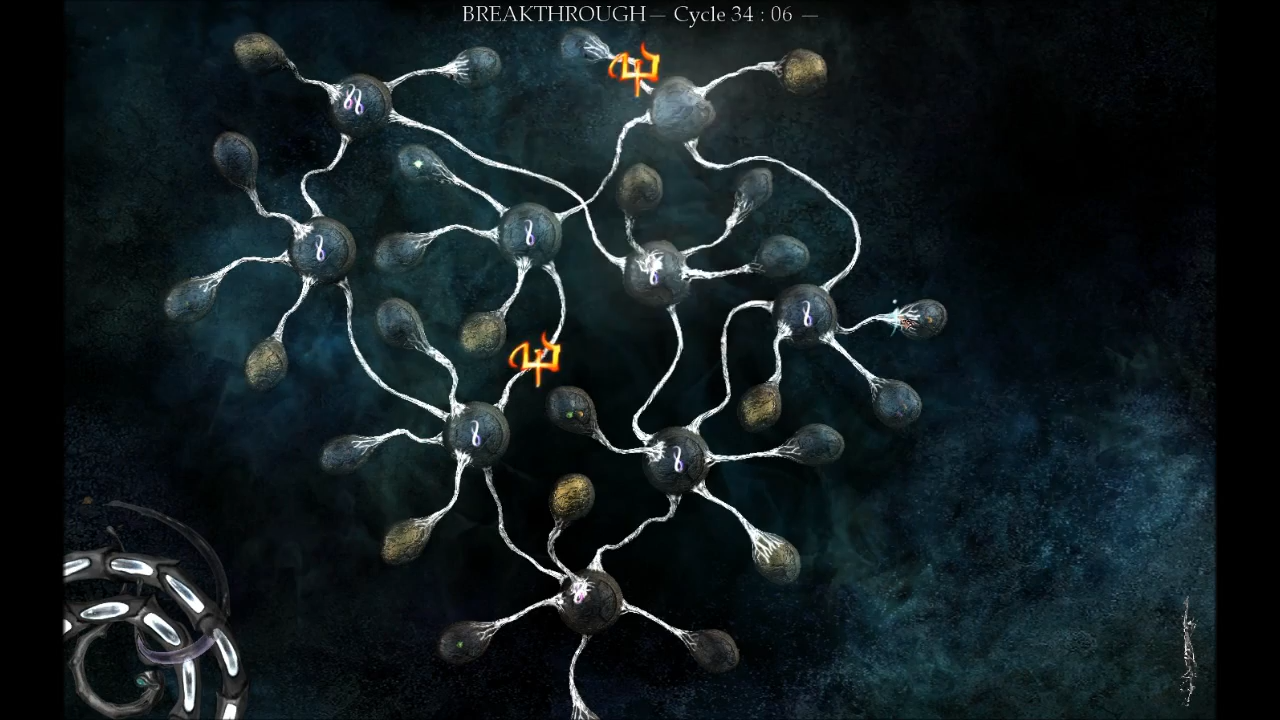 BREAKTHROUGH— Cycle 34 : 06 —